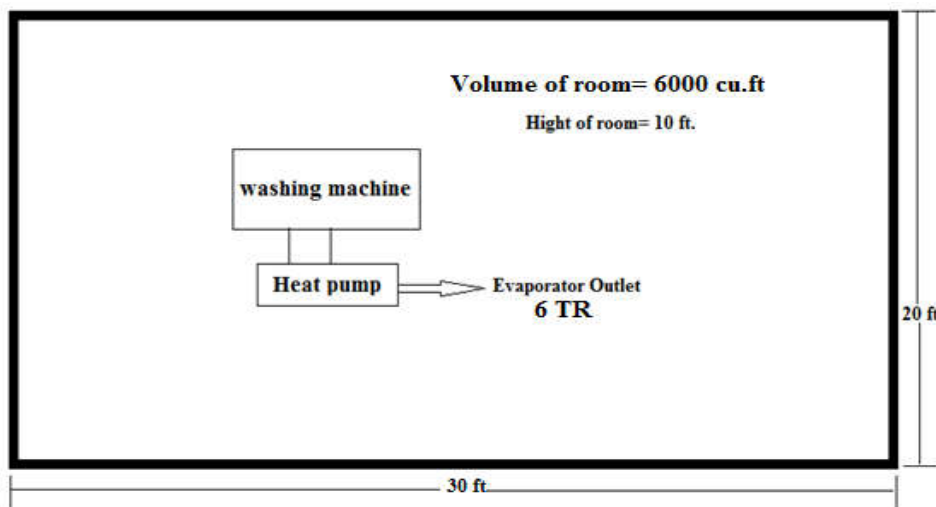 Volume of room= 6000 cu.ft
Hight of room= 10 ft.
washing machine
Heat pump
Evaporator Outlet
6 TR
20 ft
30 ft